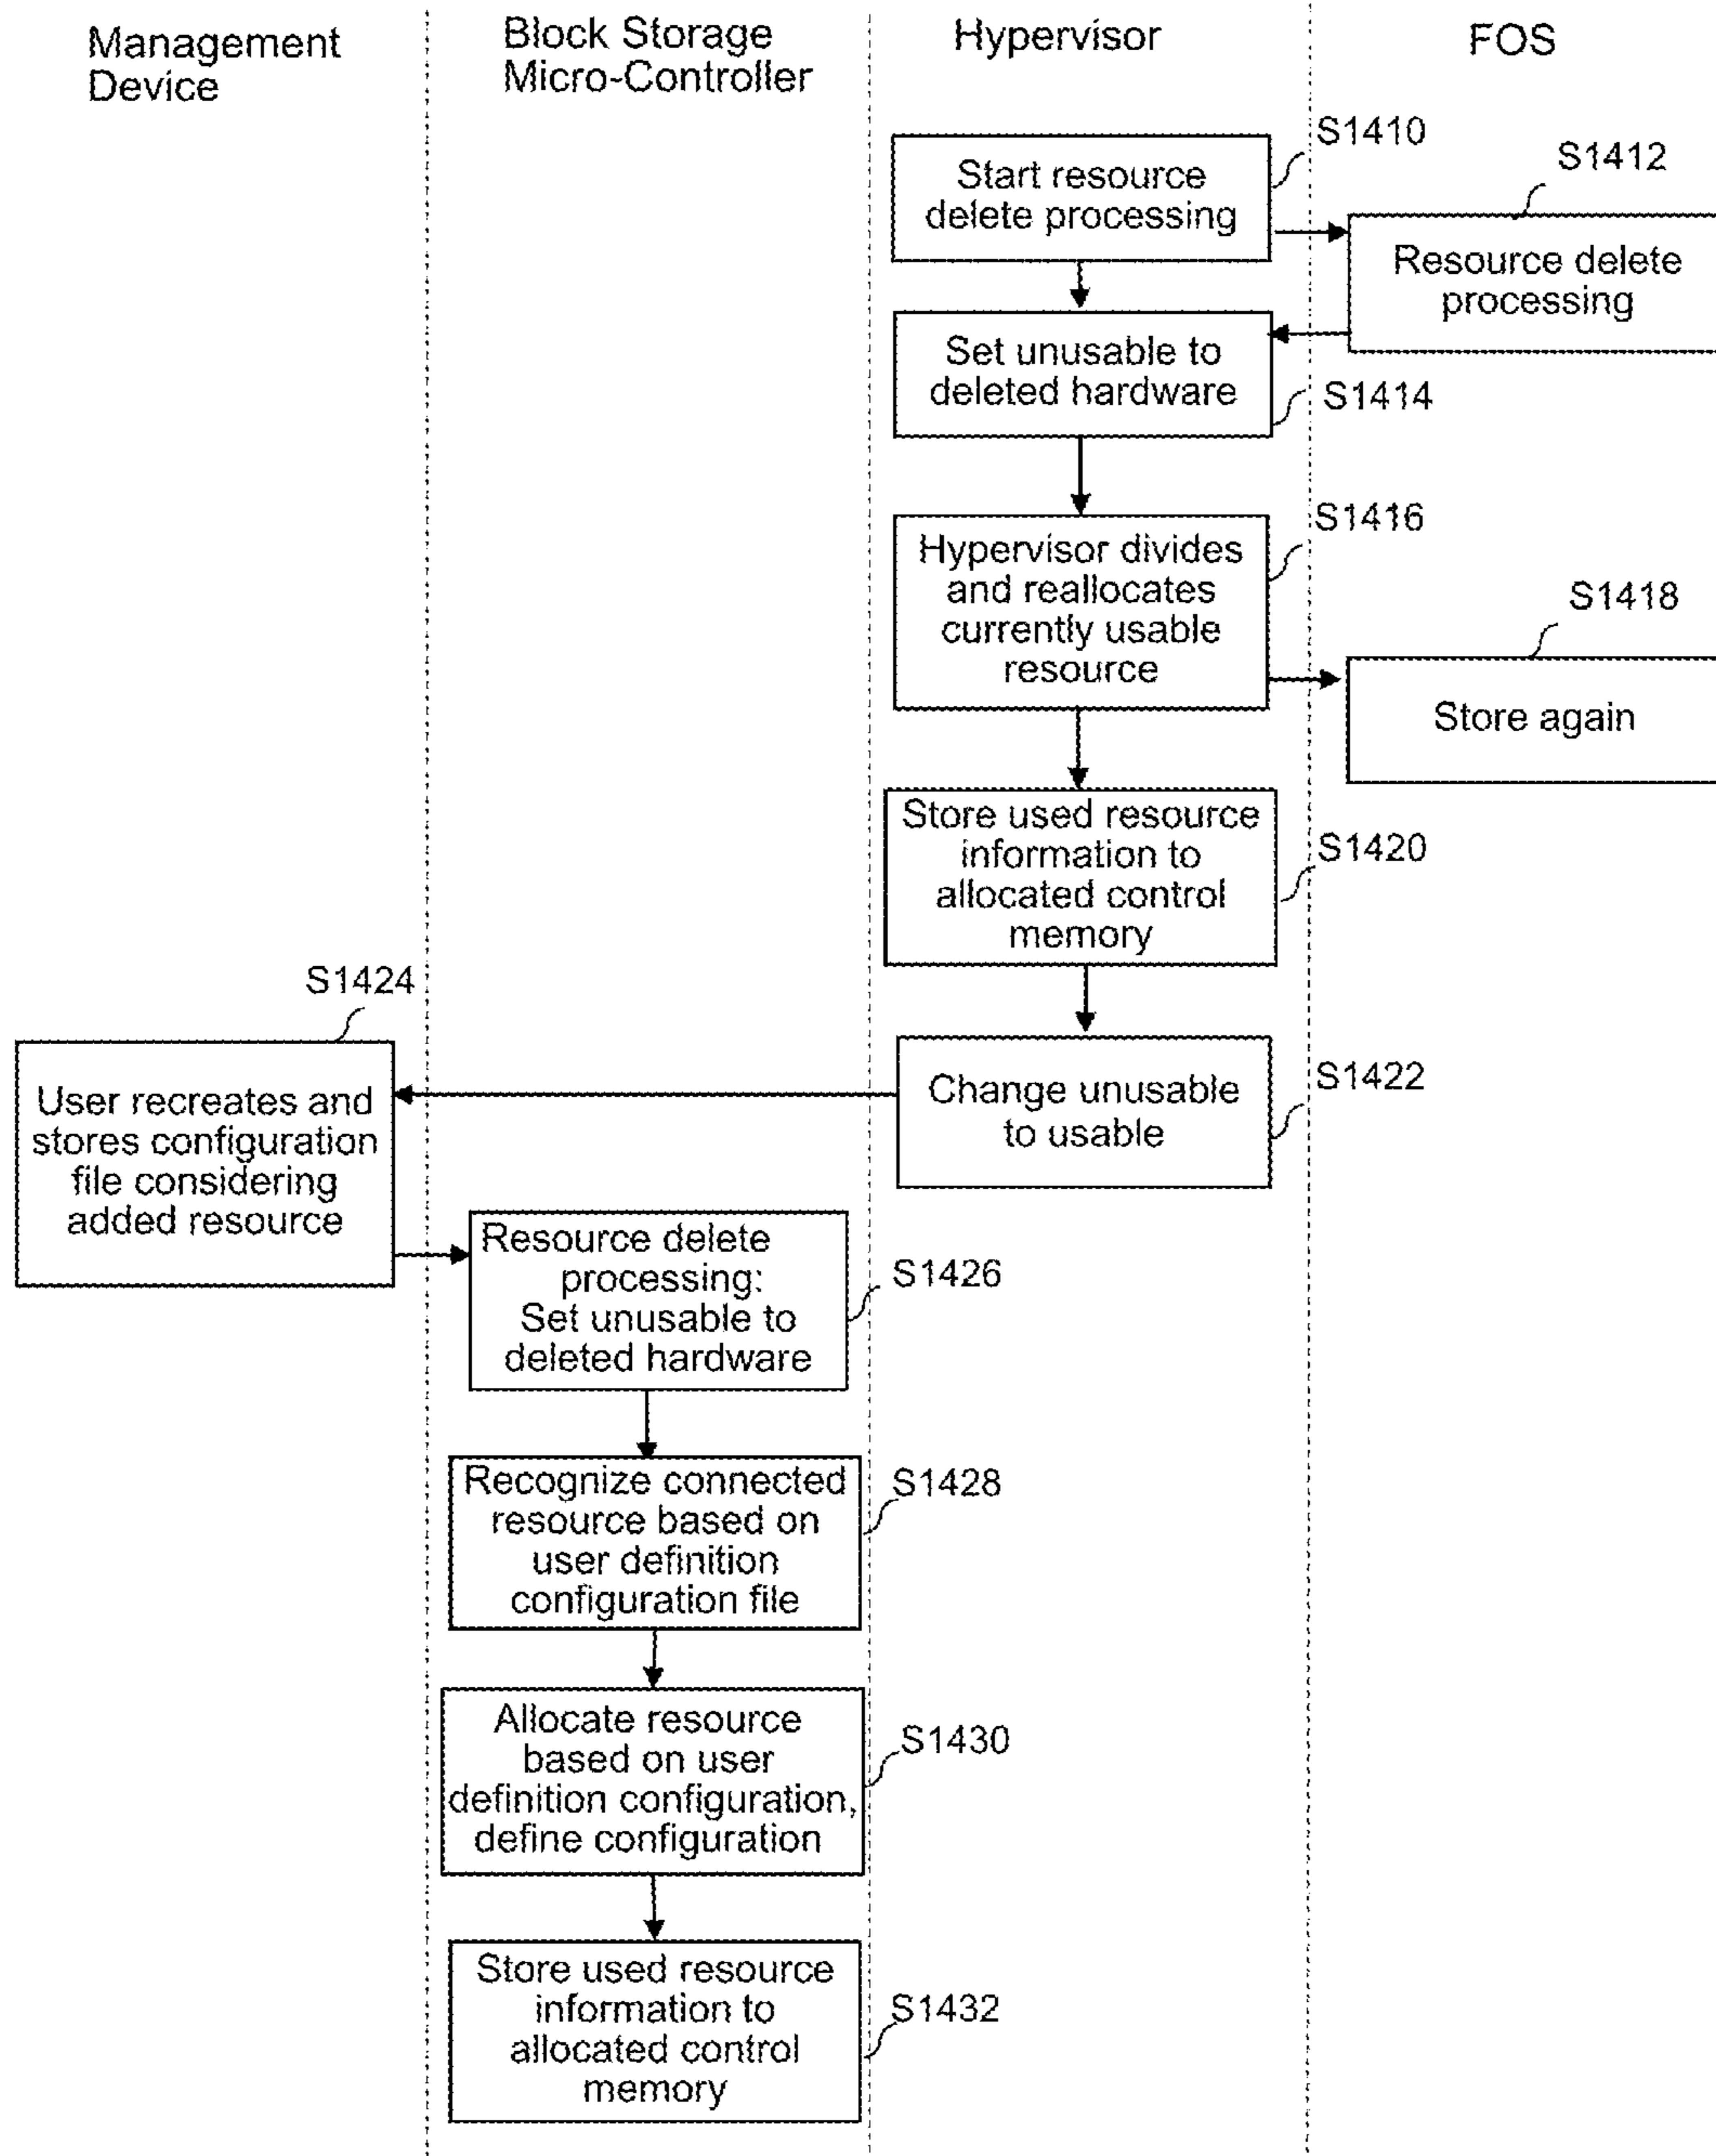 Management
Device
Block Storage
Micro-Controller
Hypervisor
FOS
S1410
Start resource
delete processing
S1412
Resource delete
processing
Set unusable to
deleted hardware
S1414
Hypervisor divides
and reallocates
currently usable
resource
S1416
S1418
Store again
Store used resource
information to
allocated control
memory
S1420
S1424
User recreates and
stores configuration
file considering
added resource
Change unusable
to usable
S1422
Resource delete
processing:
Set unusable to
deleted hardware
S1426
Recognize connected
resource based on
user definition
configuration file
S1428
Allocate resource
based on user
definition configuration,
define configuration
S1430
Store used resource
information to
allocated control
memory
S1432